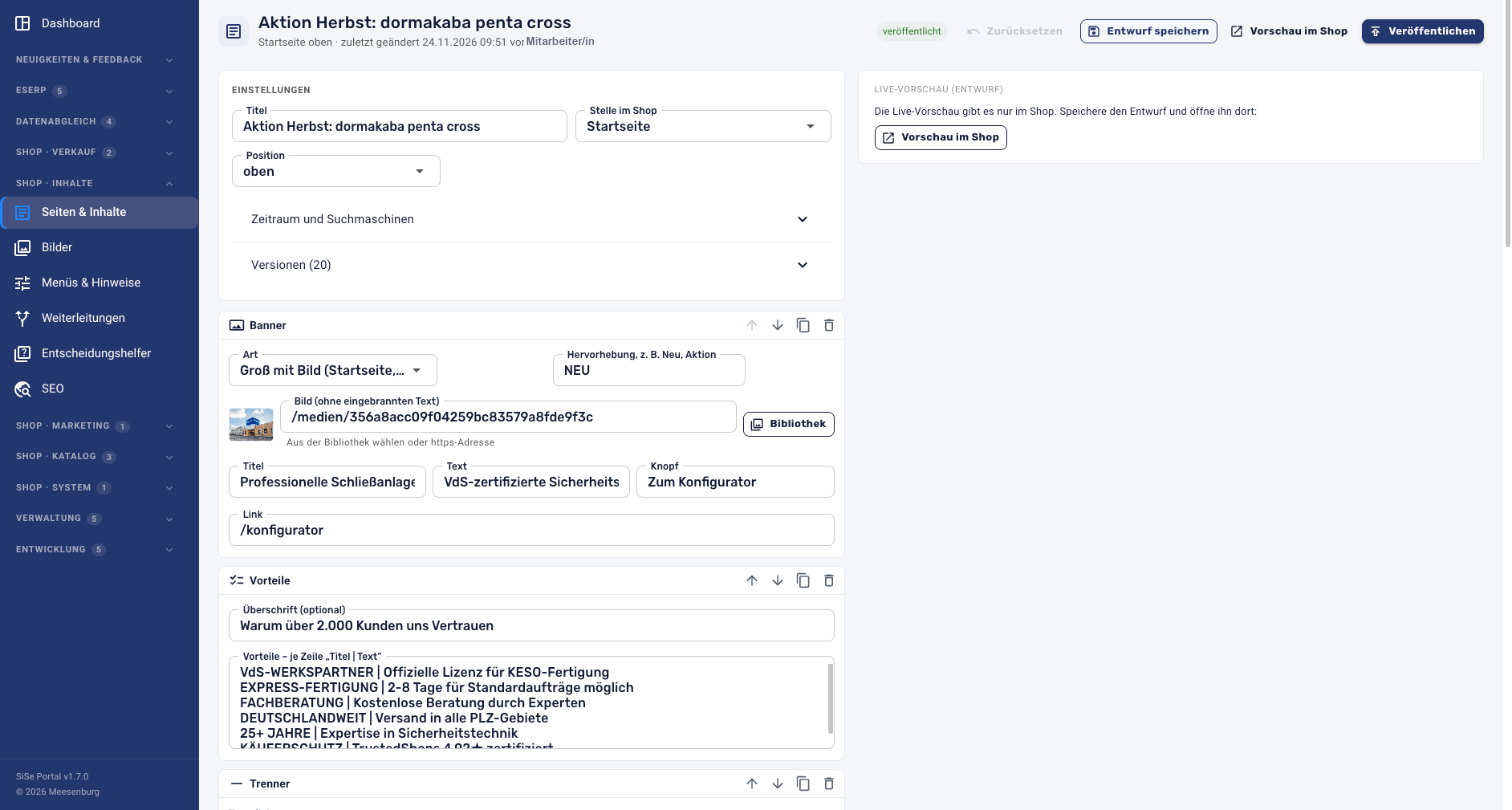 Dashboard
NEUIGKEITEN & FEEDBACK
ESERP 5
DATENABGLEICH 4
SHOP · VERKAUF 2
SHOP · INHALTE
Seiten & Inhalte
Bilder
Menüs & Hinweise
Weiterleitungen
Entscheidungshelfer
SEO
SHOP · MARKETING 1
SHOP · KATALOG 3
SHOP · SYSTEM 1
VERWALTUNG 5
ENTWICKLUNG 5
SiSe Portal v1.7.0
© 2026 Meesenburg
Aktion Herbst: dormakaba penta cross
Startseite oben · zuletzt geändert 24.11.2026 09:51 vor Mitarbeiter/in
veröffentlicht
Zurücksetzen
Entwurf speichern
Vorschau im Shop
Veröffentlichen
EINSTELLUNGEN
Titel
Aktion Herbst: dormakaba penta cross
Stelle im Shop
Startseite
Position
oben
Zeitraum und Suchmaschinen
Versionen (20)
Banner
Art
Groß mit Bild (Startseite,...
Hervorhebung, z. B. Neu, Aktion
NEU
Bild (ohne eingebrannten Text)
/medien/356a8acc09f04259bc83579a8fde9f3c
Bibliothek
Aus der Bibliothek wählen oder https-Adresse
Titel
Professionelle Schließanlage
Text
VdS-zertifizierte Sicherheits
Knopf
Zum Konfigurator
Link
/konfigurator
Vorteile
Überschrift (optional)
Warum über 2.000 Kunden uns Vertrauen
Vorteile – je Zeile „Titel | Text“
VdS-WERKSPARTNER | Offizielle Lizenz für KESO-Fertigung
EXPRESS-FERTIGUNG | 2-8 Tage für Standardaufträge möglich
FACHBERATUNG | Kostenlose Beratung durch Experten
DEUTSCHLANDWEIT | Versand in alle PLZ-Gebiete
25+ JAHRE | Expertise in Sicherheitstechnik
KÄUFERSCHUTZ | TrustedShops 4.92★ zertifiziert
Trenner
LIVE-VORSCHAU (ENTWURF)
Die Live-Vorschau gibt es nur im Shop. Speichere den Entwurf und öffne ihn dort:
Vorschau im Shop